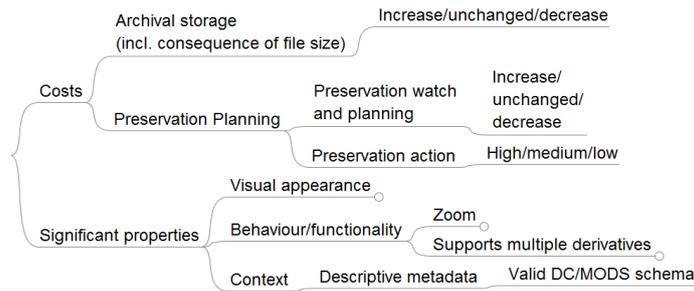 Archival storage
(incl. consequence of file size)
Increase/unchanged/decrease
Costs
Preservation Planning
Preservation watch
and planning
Increase/
unchanged/
decrease
Preservation action
High/medium/low
Significant properties
Visual appearance
Behaviour/functionality
Zoom
Supports multiple derivatives
Context
Descriptive metadata
Valid DC/MODS schema